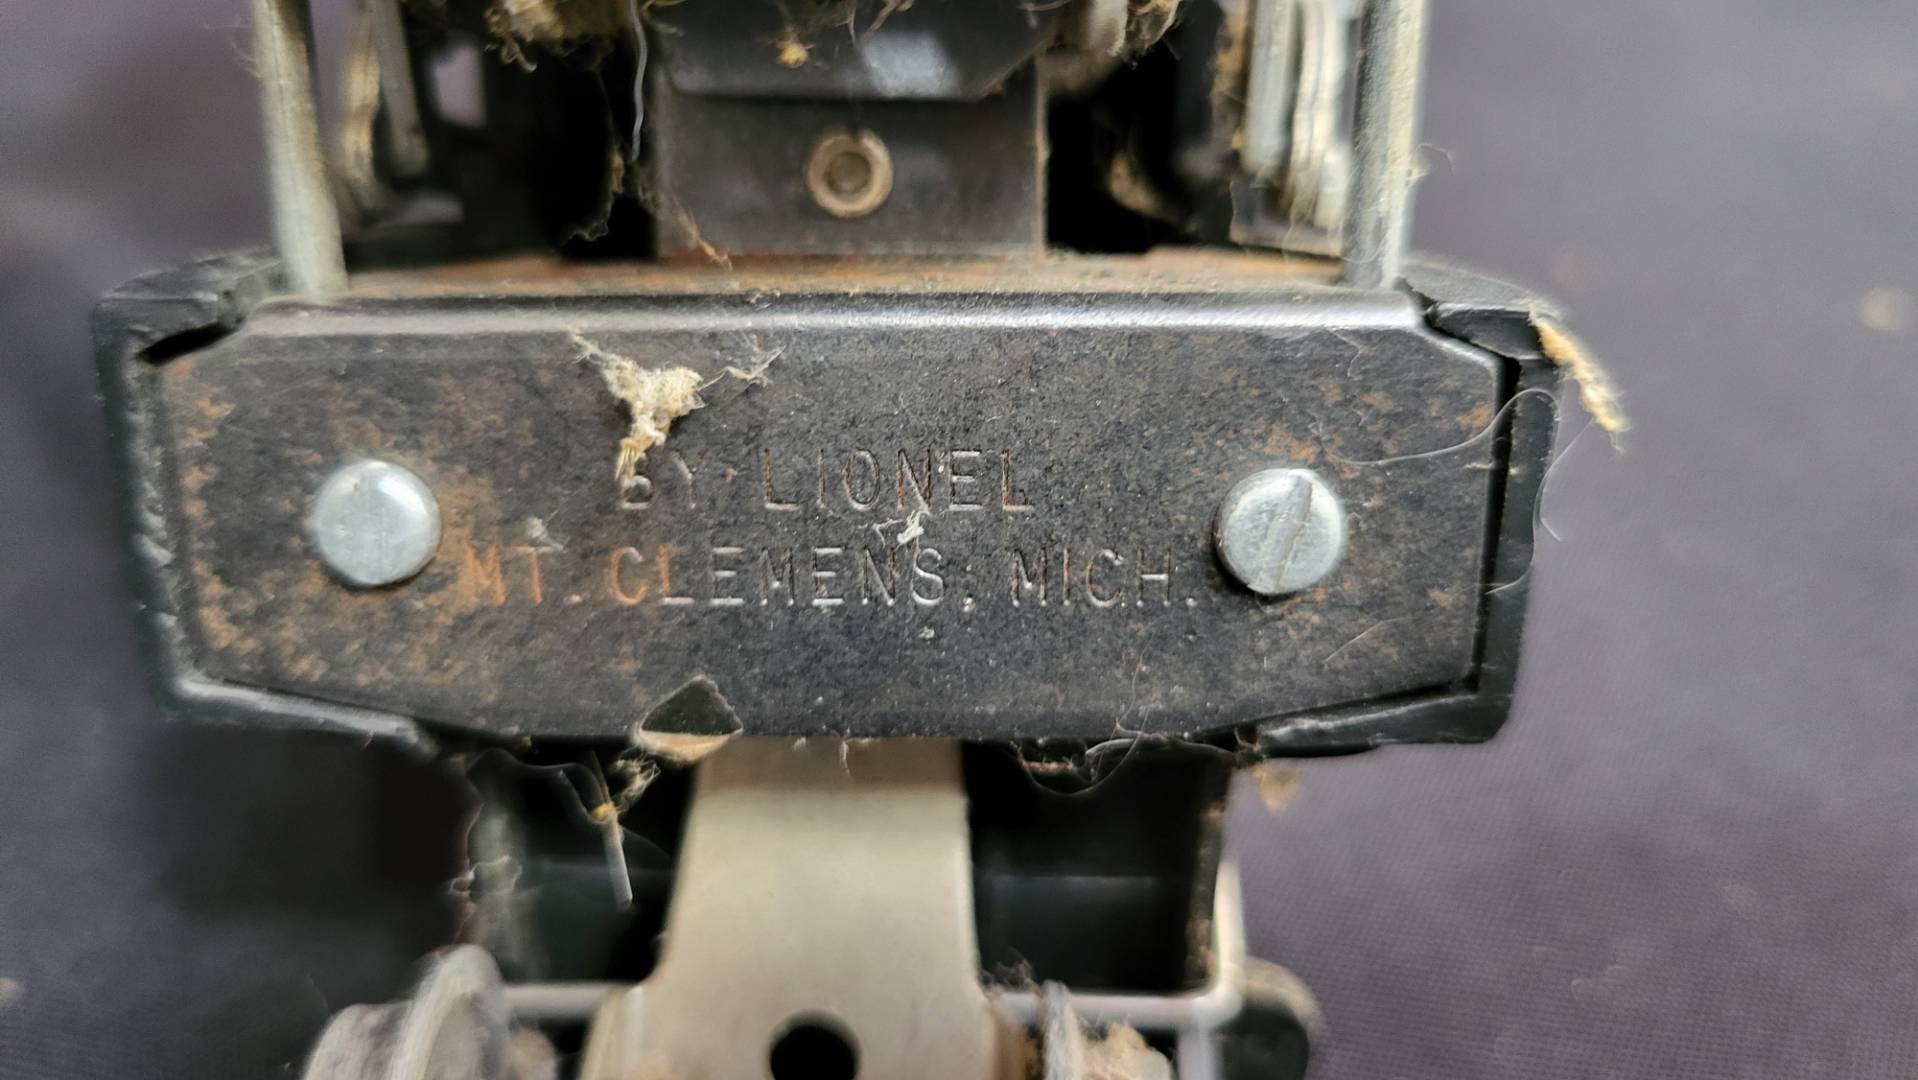 BY LIONEL
MT. CLEMENS, MICH.